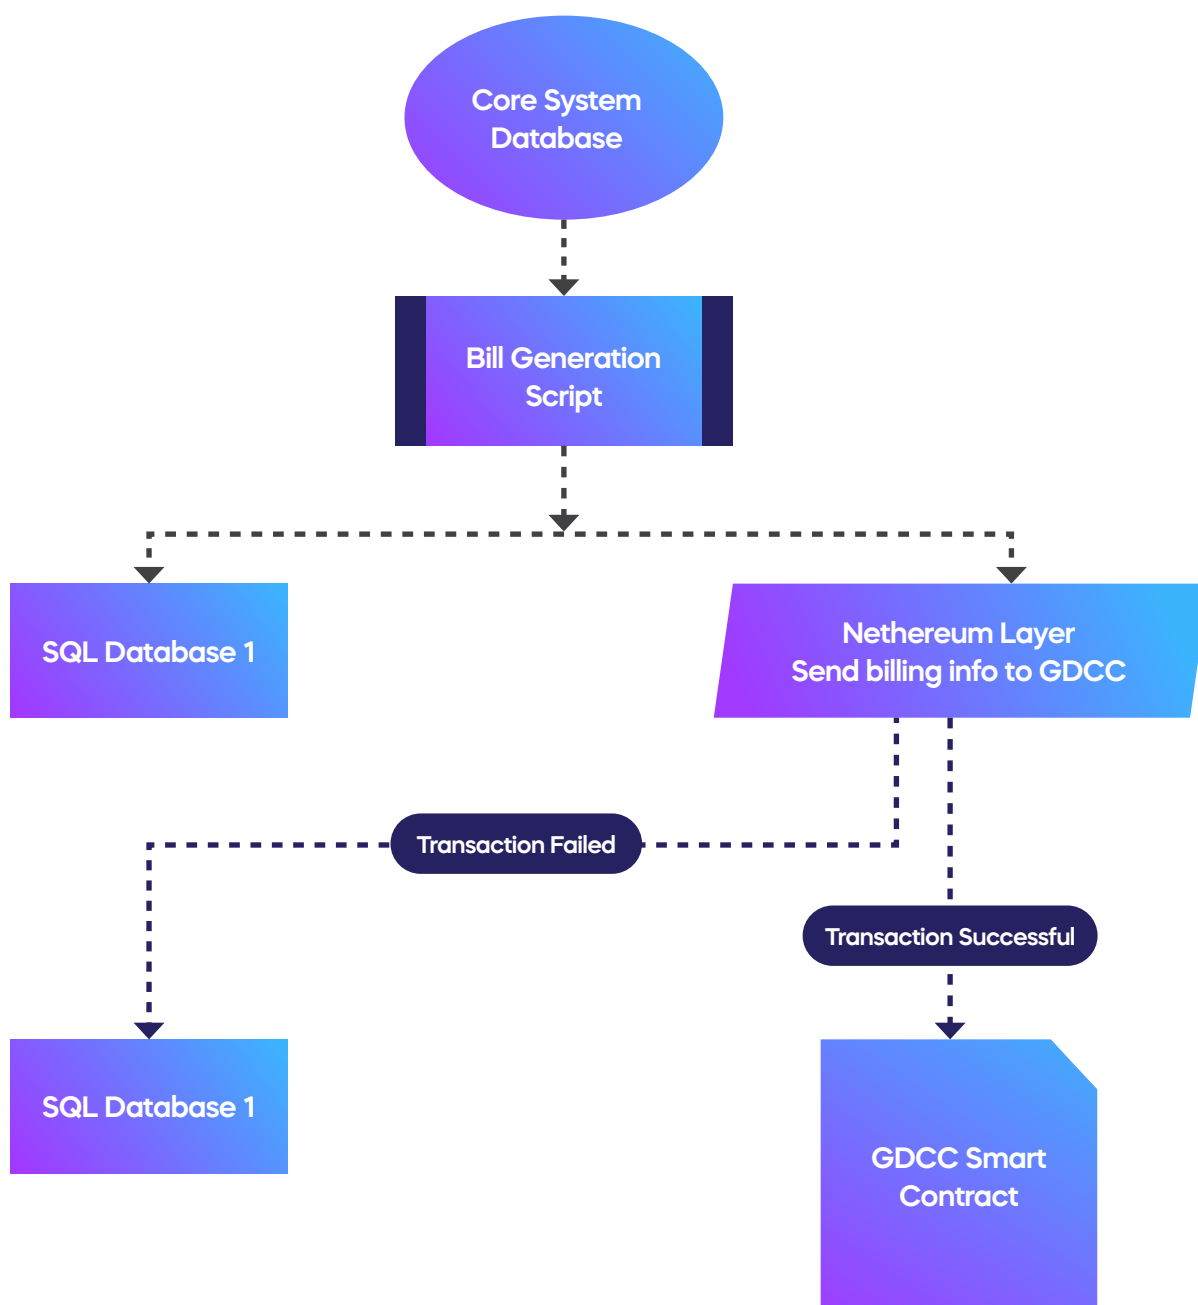 Core System
Database
Bill Generation
Script
SQL Database 1
Nethereum Layer
Send billing info to GDCC
Transaction Failed
Transaction Successful
SQL Database 1
GDCC Smart
Contract